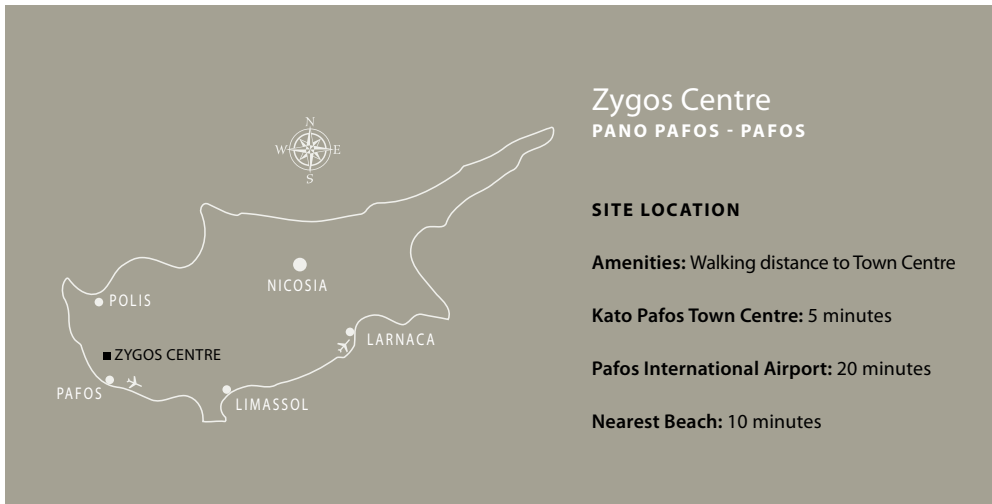 N
W E
S
NICOSIA
POLIS
LARNACA
ZYGOS CENTRE
PAFOS
LIMASSOL
Zygos Centre
PANO PAFOS - PAFOS
SITE LOCATION
Amenities: Walking distance to Town Centre
Kato Pafos Town Centre: 5 minutes
Pafos International Airport: 20 minutes
Nearest Beach: 10 minutes